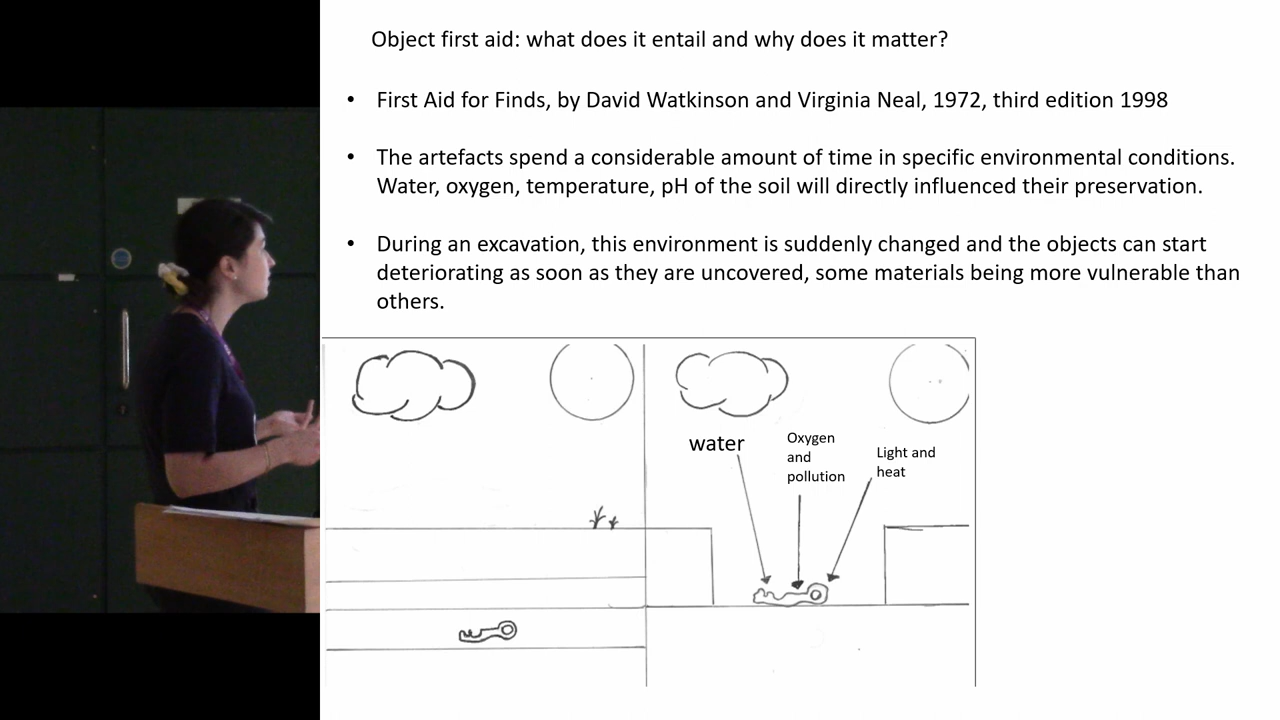 Object first aid: what does it entail and why does it matter?
• First Aid for Finds, by David Watkinson and Virginia Neal, 1972, third edition 1998
• The artefacts spend a considerable amount of time in specific environmental conditions.
Water, oxygen, temperature, pH of the soil will directly influenced their preservation.
• During an excavation, this environment is suddenly changed and the objects can start
deteriorating as soon as they are uncovered, some materials being more vulnerable than
others.
water
Oxygen
and
pollution
Light and
heat